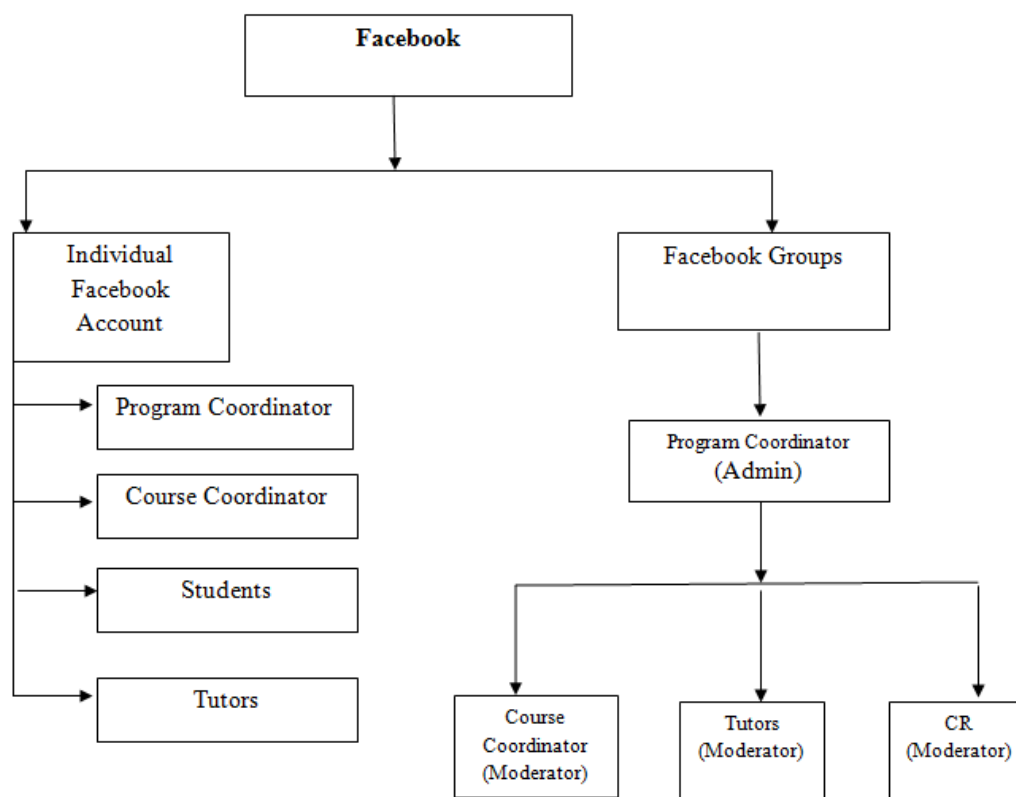 Facebook
Individual
Facebook
Account
Facebook Groups
Program Coordinator
Course Coordinator
Students
Tutors
Program Coordinator
(Admin)
Course
Coordinator
(Moderator)
Tutors
(Moderator)
CR
(Moderator)